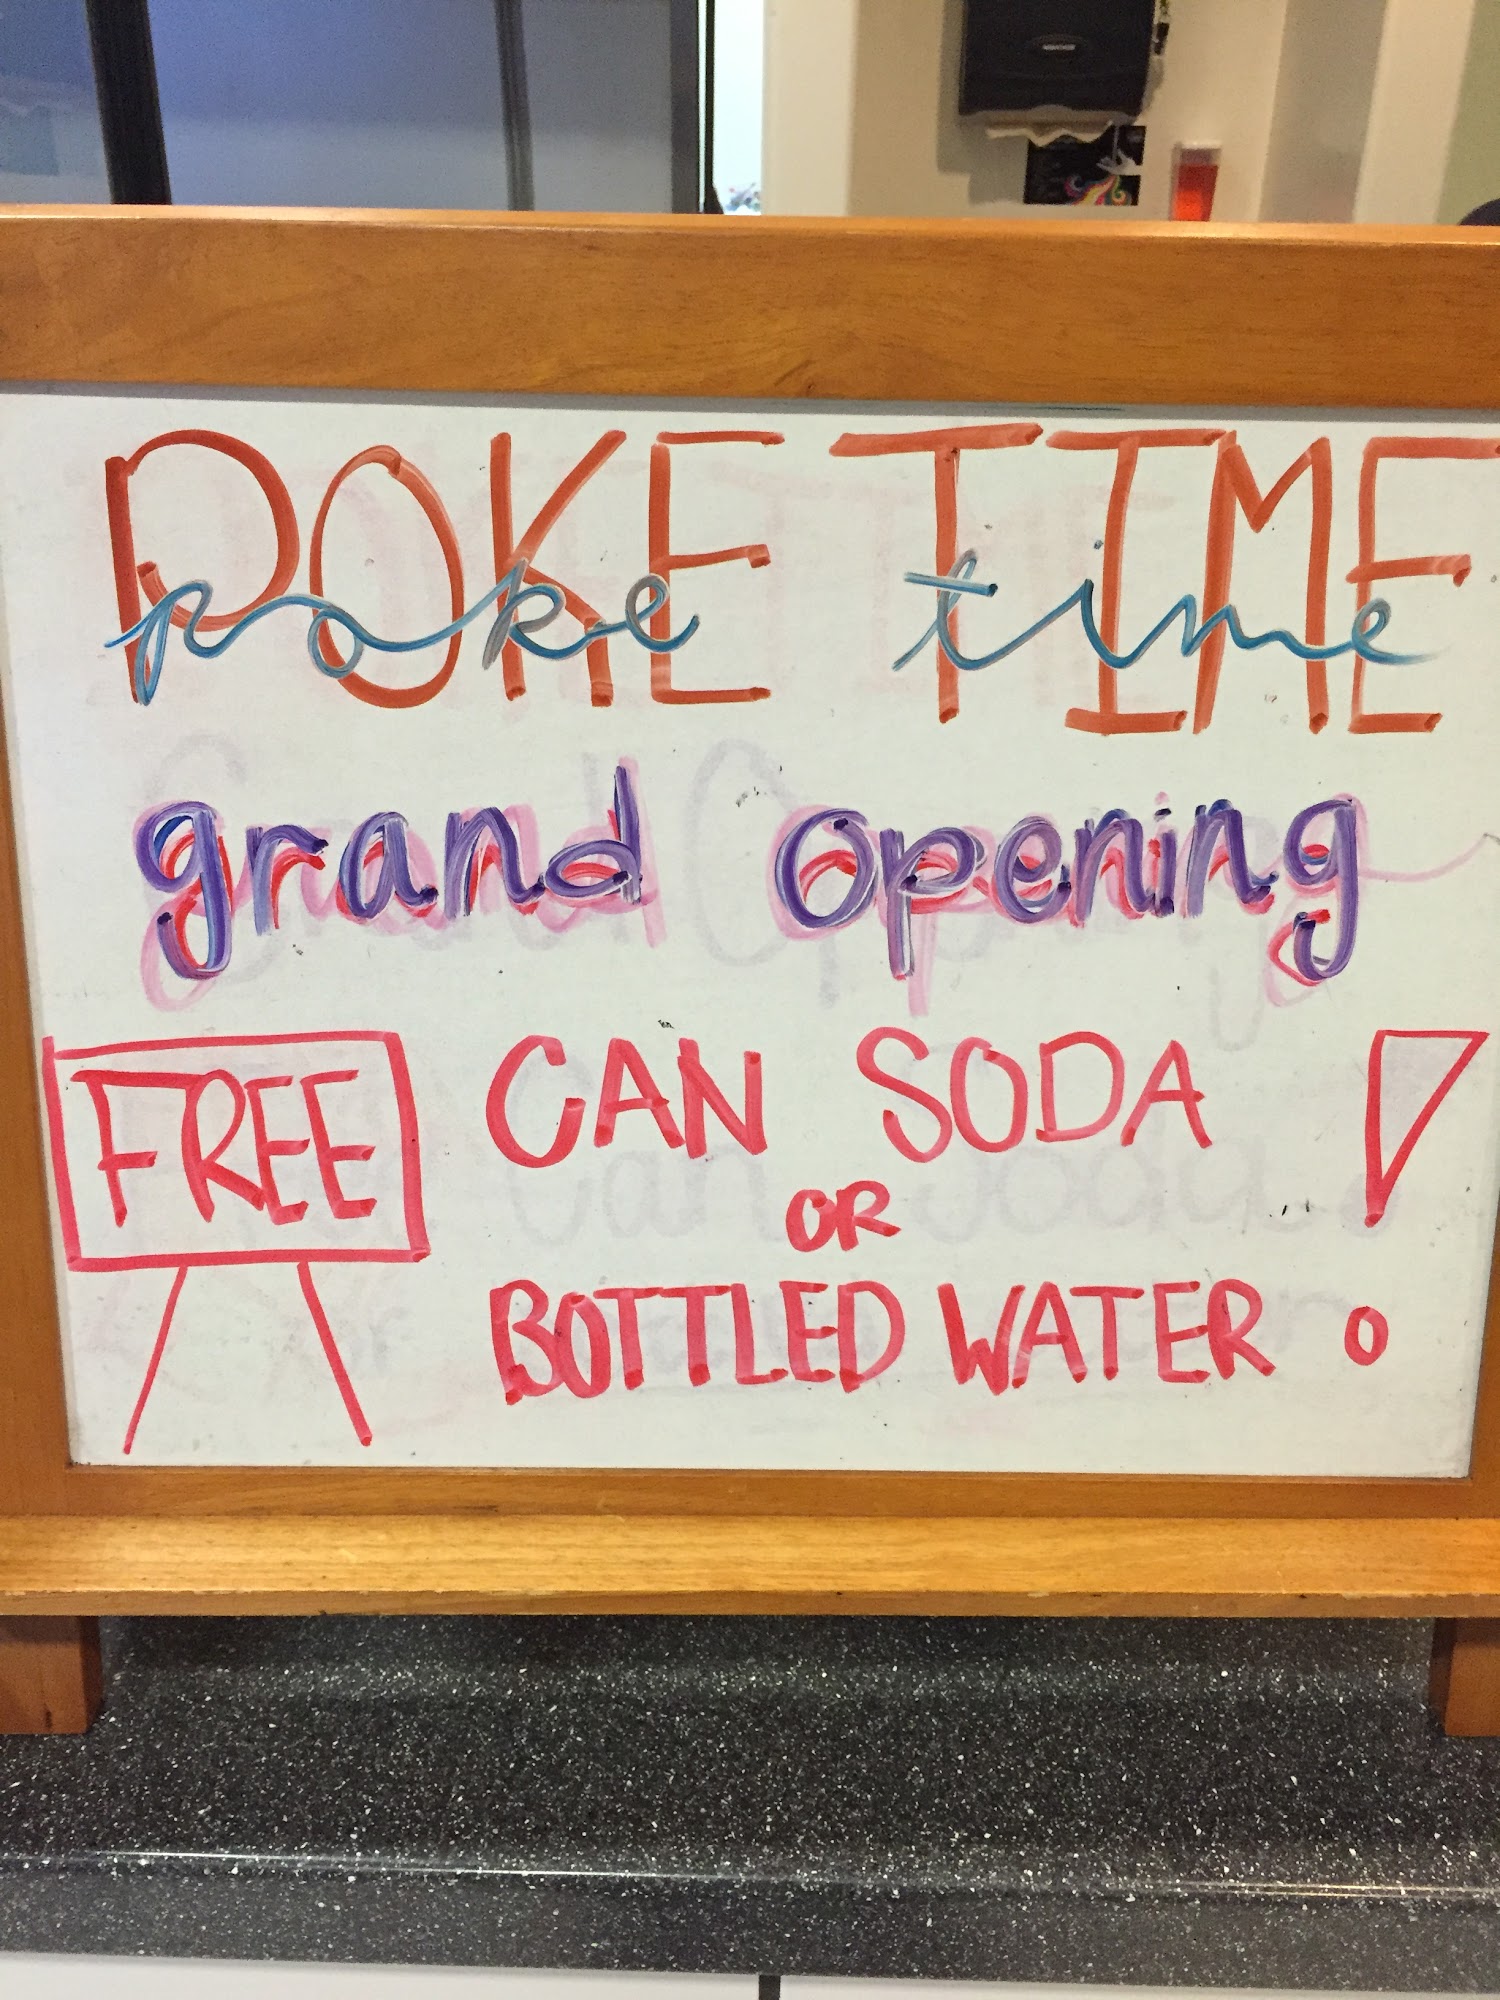 POKE TIME
poke time
grand opening
FREE CAN SODA !
OR
BOTTLED WATER